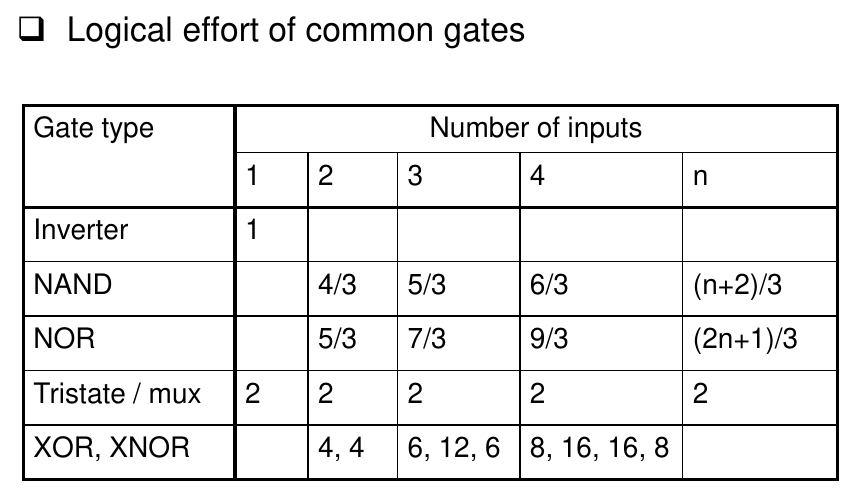 ❑ Logical effort of common gates
Gate type Number of inputs
1 2 3 4 n
Inverter 1
NAND 4/3 5/3 6/3 (n+2)/3
NOR 5/3 7/3 9/3 (2n+1)/3
Tristate / mux 2 2 2 2 2
XOR, XNOR 4, 4 6, 12, 6 8, 16, 16, 8